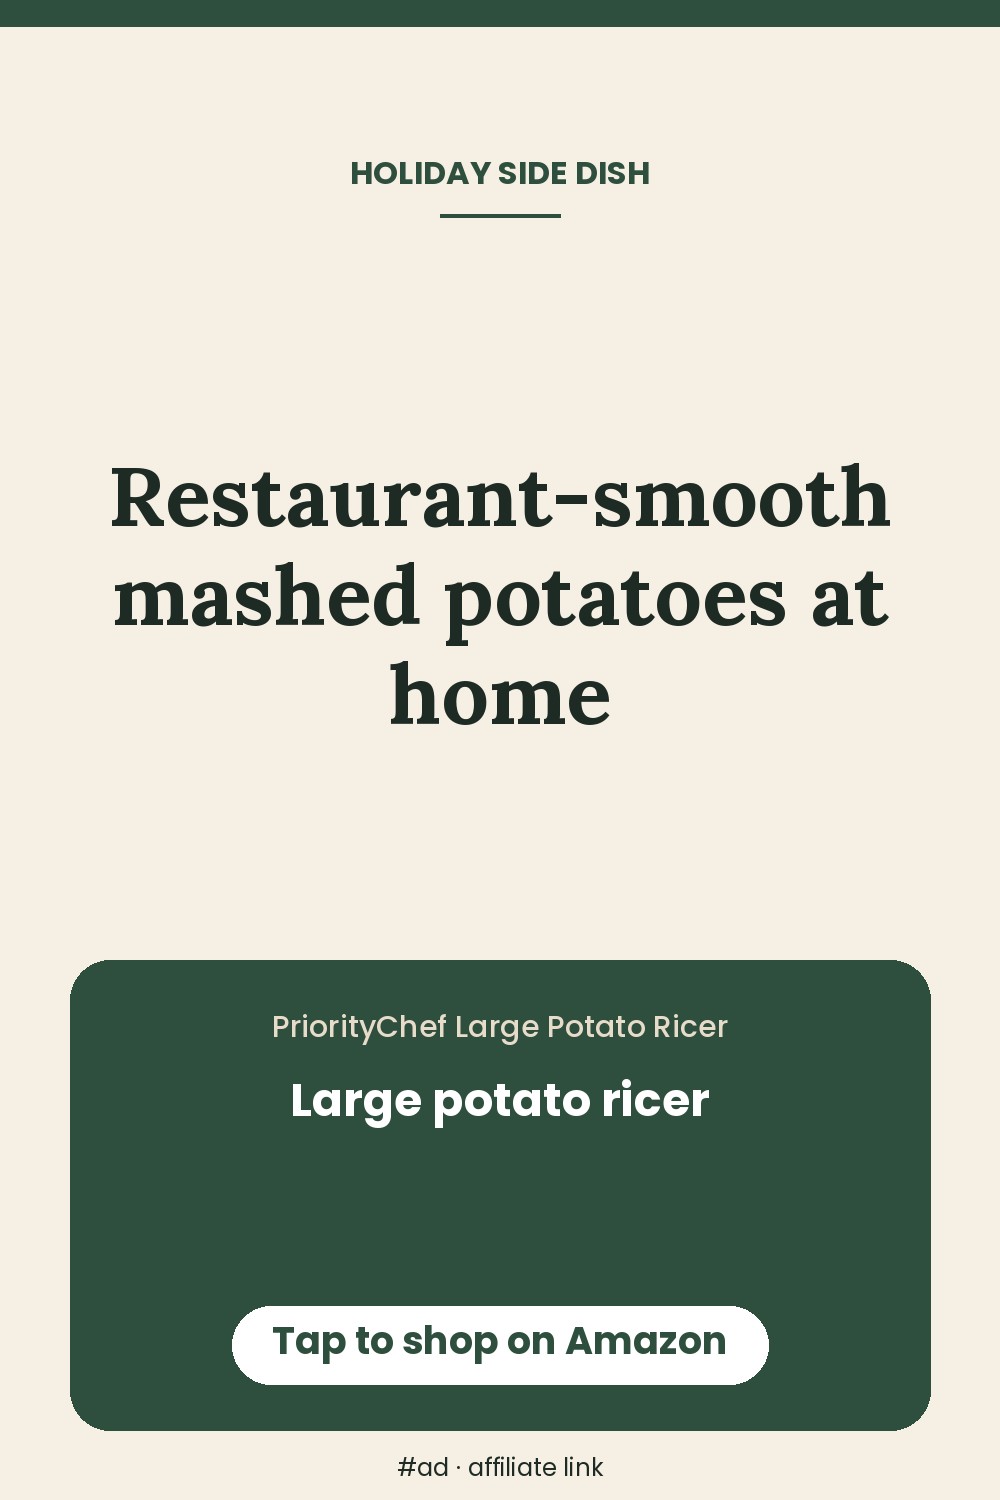 HOLIDAY SIDE DISH
Restaurant-smooth
mashed potatoes at
home
PriorityChef Large Potato Ricer
Large potato ricer
Tap to shop on Amazon
#ad · affiliate link